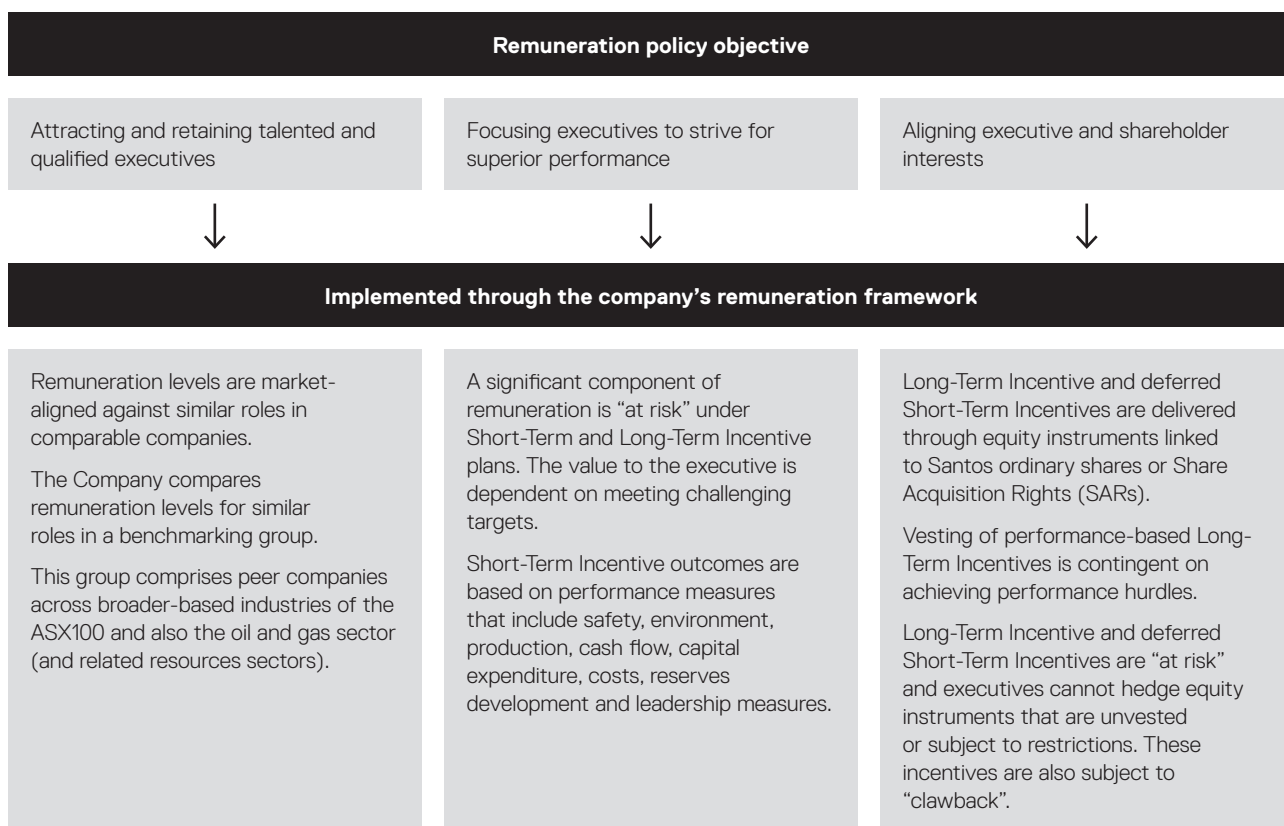 Remuneration policy objective
Attracting and retaining talented and
qualified executives
Focusing executives to strive for
superior performance
Aligning executive and shareholder
interests
Implemented through the company's remuneration framework
Remuneration levels are market-
aligned against similar roles in
comparable companies.
The Company compares
remuneration levels for similar
roles in a benchmarking group.
This group comprises peer companies
across broader-based industries of the
ASX100 and also the oil and gas sector
(and related resources sectors).
A significant component of
remuneration is “at risk” under
Short-Term and Long-Term Incentive
plans. The value to the executive is
dependent on meeting challenging
targets.
Short-Term Incentive outcomes are
based on performance measures
that include safety, environment,
production, cash flow, capital
expenditure, costs, reserves
development and leadership measures.
Long-Term Incentive and deferred
Short-Term Incentives are delivered
through equity instruments linked
to Santos ordinary shares or Share
Acquisition Rights (SARs).
Vesting of performance-based Long-
Term Incentives is contingent on
achieving performance hurdles.
Long-Term Incentive and deferred
Short-Term Incentives are “at risk”
and executives cannot hedge equity
instruments that are unvested
or subject to restrictions. These
incentives are also subject to
“clawback”.